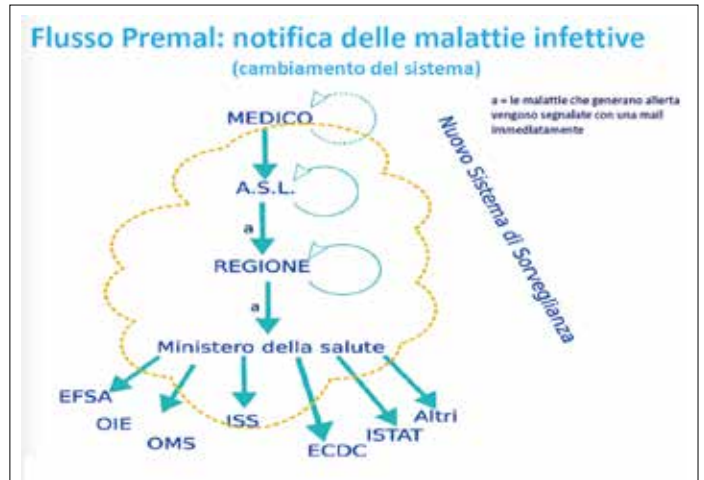 Flusso Premal: notifica delle malattie infettive
(cambiamento del sistema)
a = le malattie che generano allerta
vengoso segnalate con una mail
immediatamente
MEDICO
Nuovo Sistema di Sorveglianza
A.S.L.
a
REGIONE
a
Ministero della salute
EFSA
OIE
OMS
ISS
ECDC
ISTAT
Altri